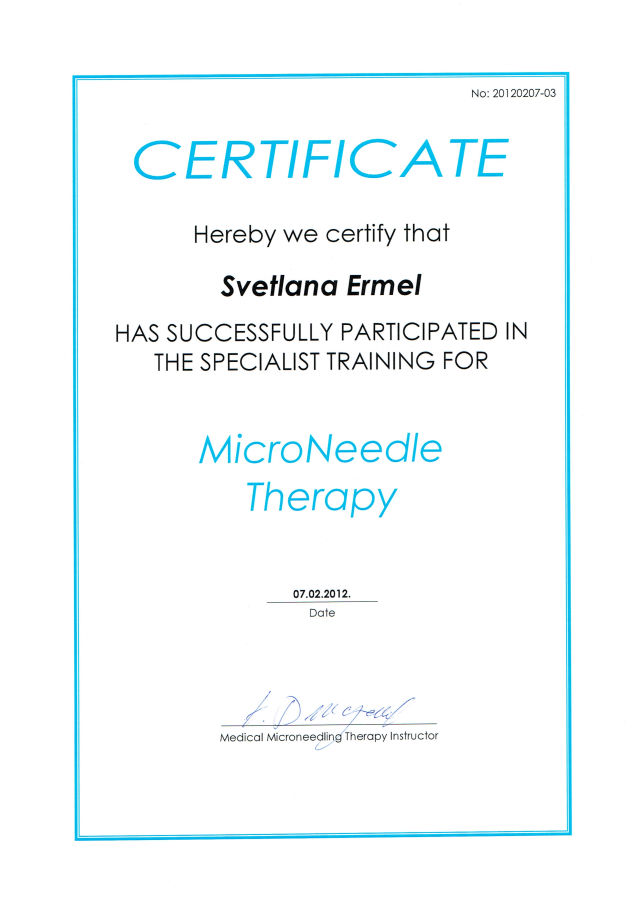 No: 20120207-03
CERTIFICATE
Hereby we certify that
Svetlana Ermel
HAS SUCCESSFULLY PARTICIPATED IN
THE SPECIALIST TRAINING FOR
MicroNeedle
Therapy
07.02.2012.
Date
Medical Microneedling Therapy Instructor